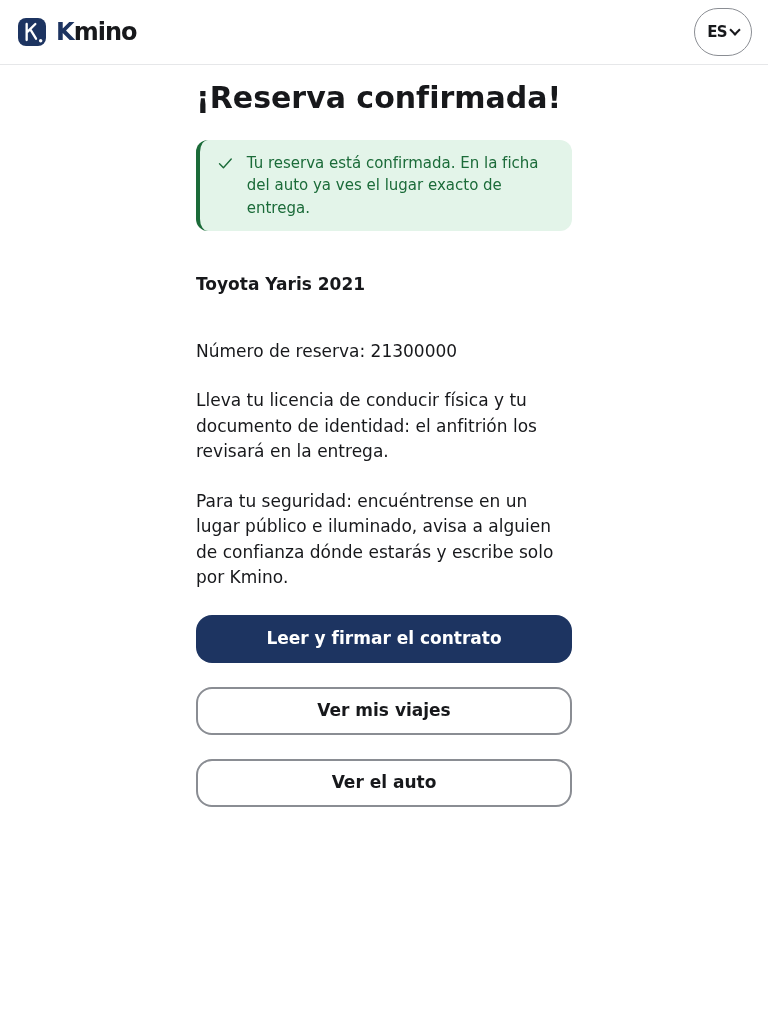 Kmino
ES
¡Reserva confirmada!
Tu reserva está confirmada. En la ficha
del auto ya ves el lugar exacto de
entrega.
Toyota Yaris 2021
Número de reserva: 21300000
Lleva tu licencia de conducir física y tu
documento de identidad: el anfitrión los
revisará en la entrega.
Para tu seguridad: encuéntrense en un
lugar público e iluminado, avisa a alguien
de confianza dónde estarás y escribe solo
por Kmino.
Leer y firmar el contrato
Ver mis viajes
Ver el auto